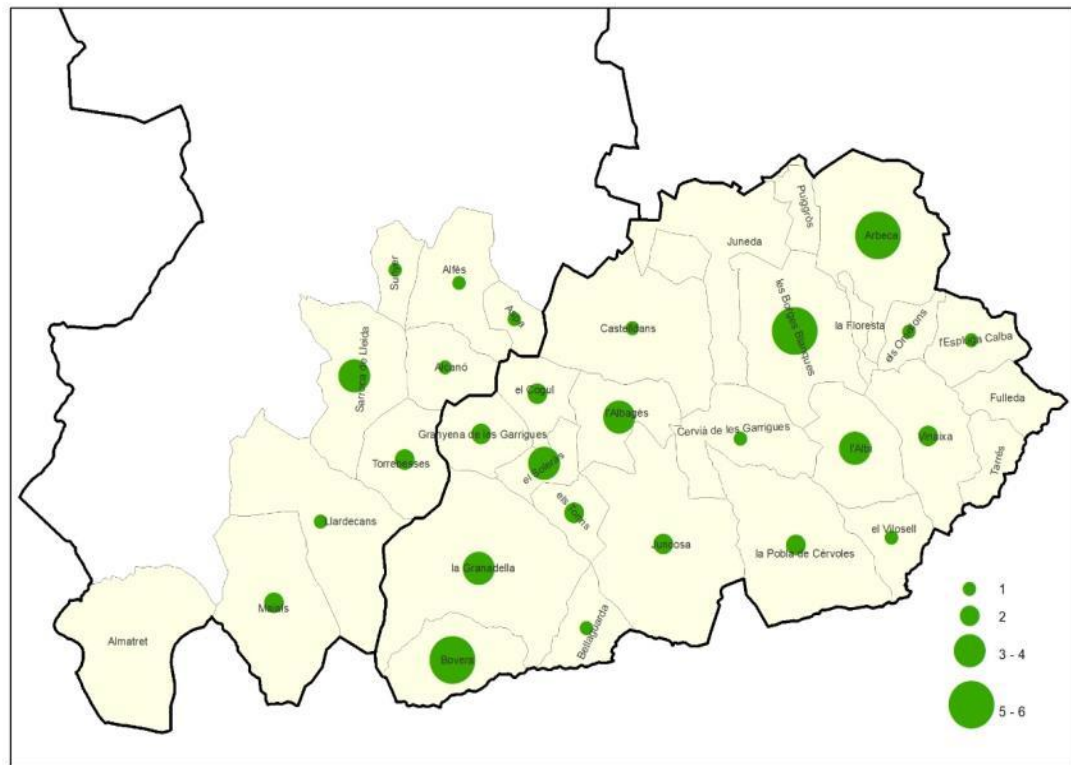 Puiggròs
Arbeca
Juneda
Sunyer
Alfés
Aspa
les Borges Blanques
la Floresta
els Omellons
l'Espluga Calba
Castelldans
Sarroca de Lleida
Alcanó
el Cogul
Fulleda
l'Albagés
Granyena de les Garrigues
Cervià de les Garrigues
Vinaixa
l'Albi
Tarrés
Torrebesses
el Soleràs
els Torms
Llardecans
el Vilosell
Juncosa
la Pobla de Cérvoles
la Granadella
1
Maials
2
Bellaguarda
Almatret
3 - 4
Bovera
5 - 6